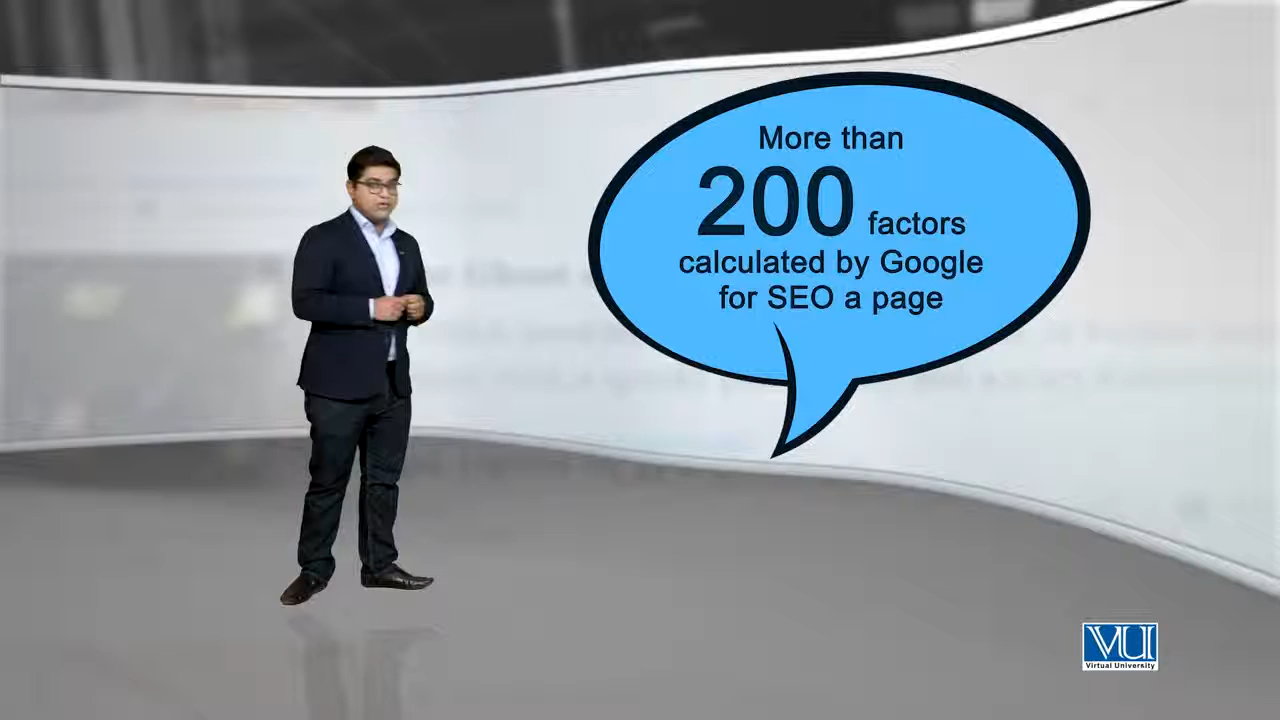 More than
200 factors
calculated by Google
for SEO a page
VU
Virtual University